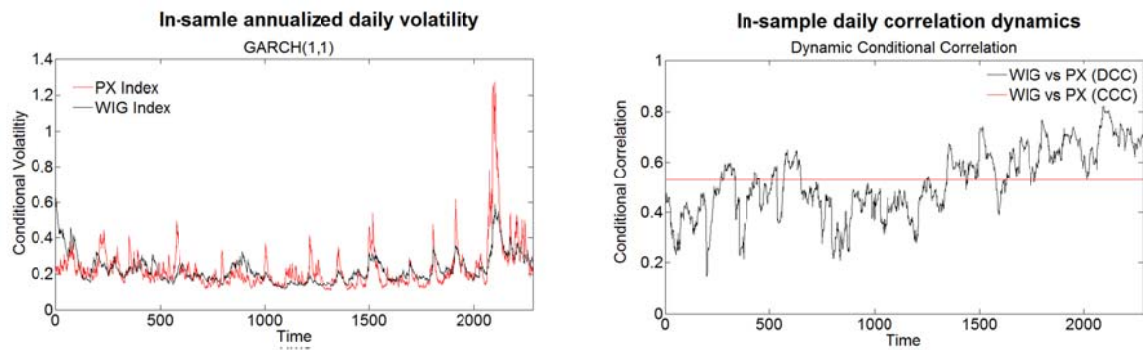 In-samle annualized daily volatility
GARCH(1,1)
1.4
1.2
1
0.8
0.6
0.4
0.2
0
Conditional Volatiltiy
PX Index
WIG Index
0
500
1000
1500
2000
Time
In-sample daily correlation dynamics
Dynamic Conditional Correlation
1
0.8
0.6
0.4
0.2
0
Conditional Correlation
WIG vs PX (DCC)
WIG vs PX (CCC)
0
500
1000
1500
2000
Time